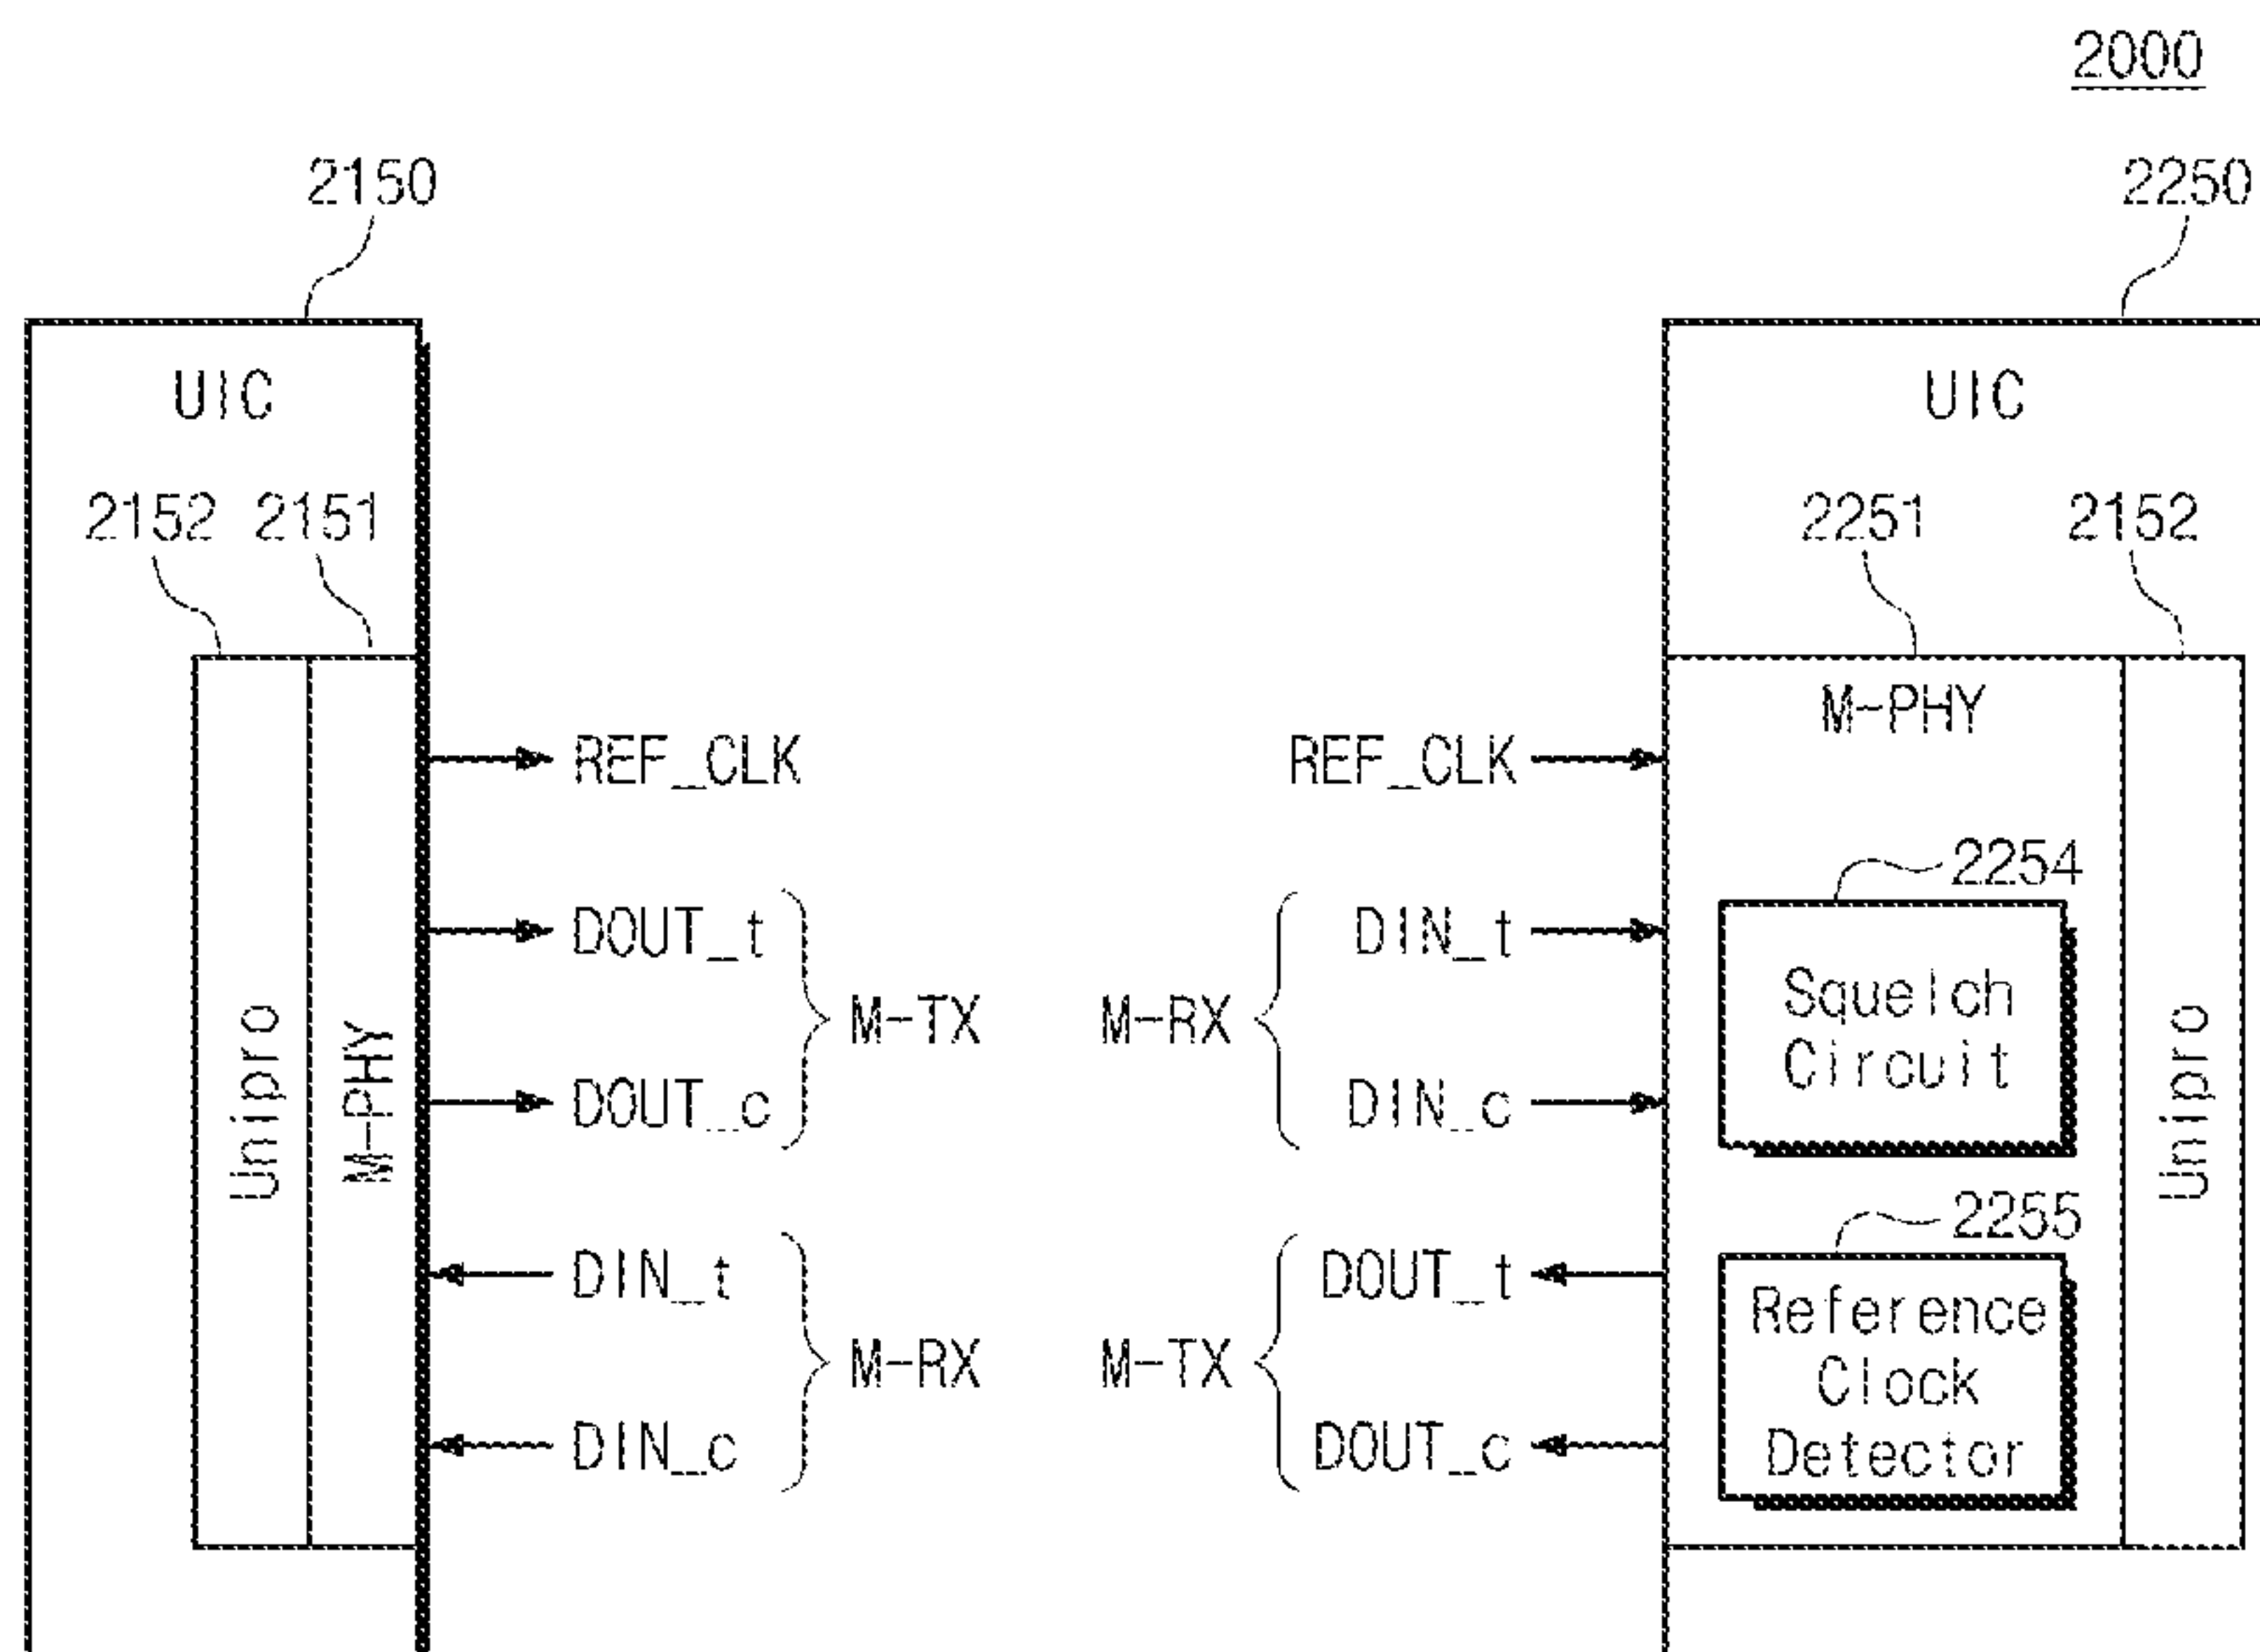 2000
2150
2250
UIC
UIC
2152 2151
2251 2152
M-PHY
REF_CLK
REF_CLK
2254
DOUT_t
DIN_t
M-TX
M-RX
Squelch
Circuit
Unipro
M-PHY
Unipro
DOUT_c
DIN_c
2255
DIN_t
DOUT_t
Reference
Clock
Detector
M-RX
M-TX
DIN_c
DOUT_c